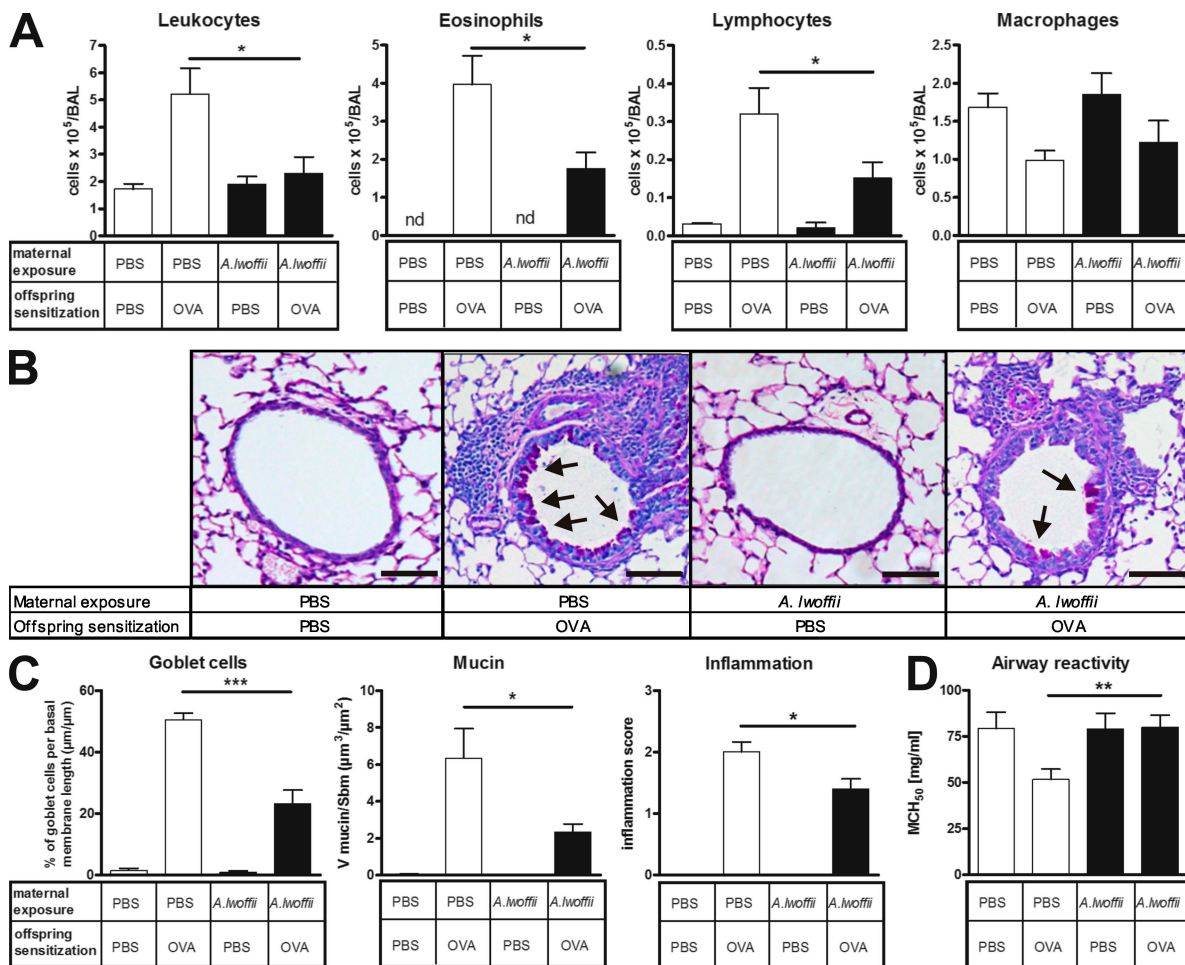 A
Leukocytes
cells x 10⁵/BAL
7
6
5
4
3
2
1
0
*
Eosinophils
cells x 10⁵/BAL
5
4
3
2
1
0
nd
nd
*
Lymphocytes
cells x 10⁵/BAL
0.5
0.4
0.3
0.2
0.1
0.0
*
Macrophages
cells x 10⁵/BAL
2.5
2.0
1.5
1.0
0.5
0.0
maternal exposure PBS PBS A.lwoffii A.lwoffii
offspring sensitization PBS OVA PBS OVA
PBS PBS A.lwoffii A.lwoffii
PBS OVA PBS OVA
PBS PBS A.lwoffii A.lwoffii
PBS OVA PBS OVA
PBS PBS A.lwoffii A.lwoffii
PBS OVA PBS OVA
B
Maternal exposure PBS PBS A. lwoffii A. lwoffii
Offspring sensitization PBS OVA PBS OVA
C
Goblet cells
% of goblet cells per basal
membrane length (µm/µm)
60
40
20
0
***
Mucin
V mucin/Sbm (µm³/µm²)
10
8
6
4
2
0
*
Inflammation
inflammation score
3
2
1
0
*
D
Airway reactivity
MCH₅₀ [mg/ml]
100
75
50
25
0
**
maternal exposure PBS PBS A.lwoffii A.lwoffii
offspring sensitization PBS OVA PBS OVA
PBS PBS A.lwoffii A.lwoffii
PBS OVA PBS OVA
PBS PBS A.lwoffii A.lwoffii
PBS OVA PBS OVA
PBS PBS A.lwoffii A.lwoffii
PBS OVA PBS OVA